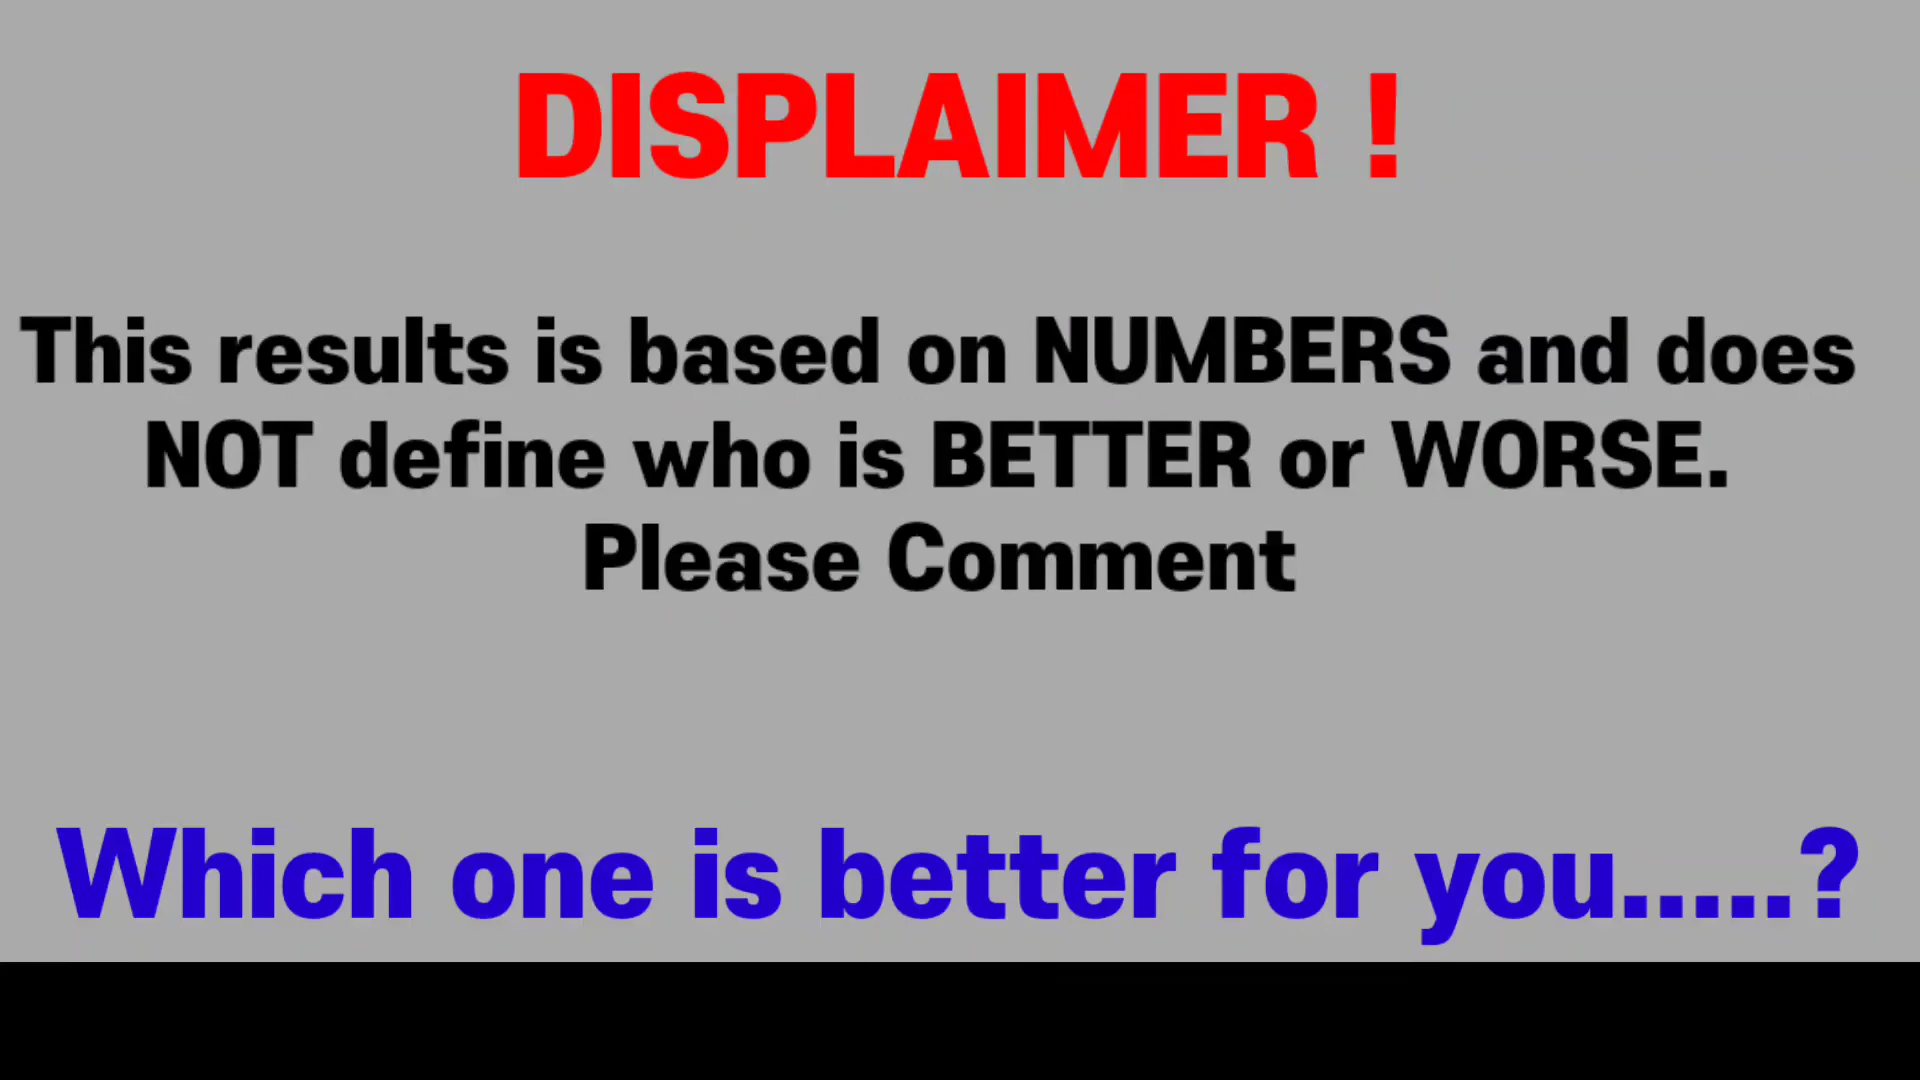 DISPLAIMER !
This results is based on NUMBERS and does
NOT define who is BETTER or WORSE.
Please Comment
Which one is better for you.....?